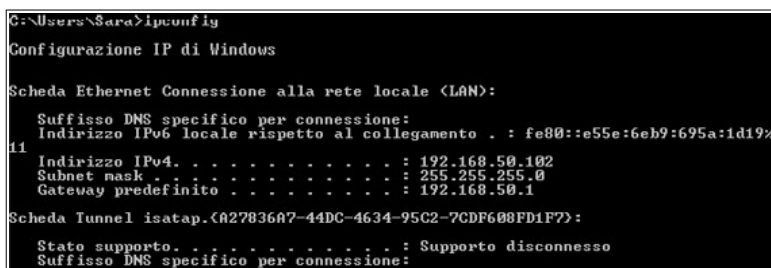 C:\Users\Sara>ipconfig
Configurazione IP di Windows
Scheda Ethernet Connessione alla rete locale (LAN):
Suffisso DNS specifico per connessione:
Indirizzo IPv6 locale rispetto al collegamento . : fe80::e55e:6eb9:695a:1d19%
11
Indirizzo IPv4. . . . . . . . . . . . : 192.168.50.102
Subnet mask . . . . . . . . . . . . . : 255.255.255.0
Gateway predefinito . . . . . . . . . : 192.168.50.1
Scheda Tunnel isatap.{A27836A7-44DC-4634-95C2-7CDF608FD1F7}:
Stato supporto. . . . . . . . . . . . : Supporto disconnesso
Suffisso DNS specifico per connessione: